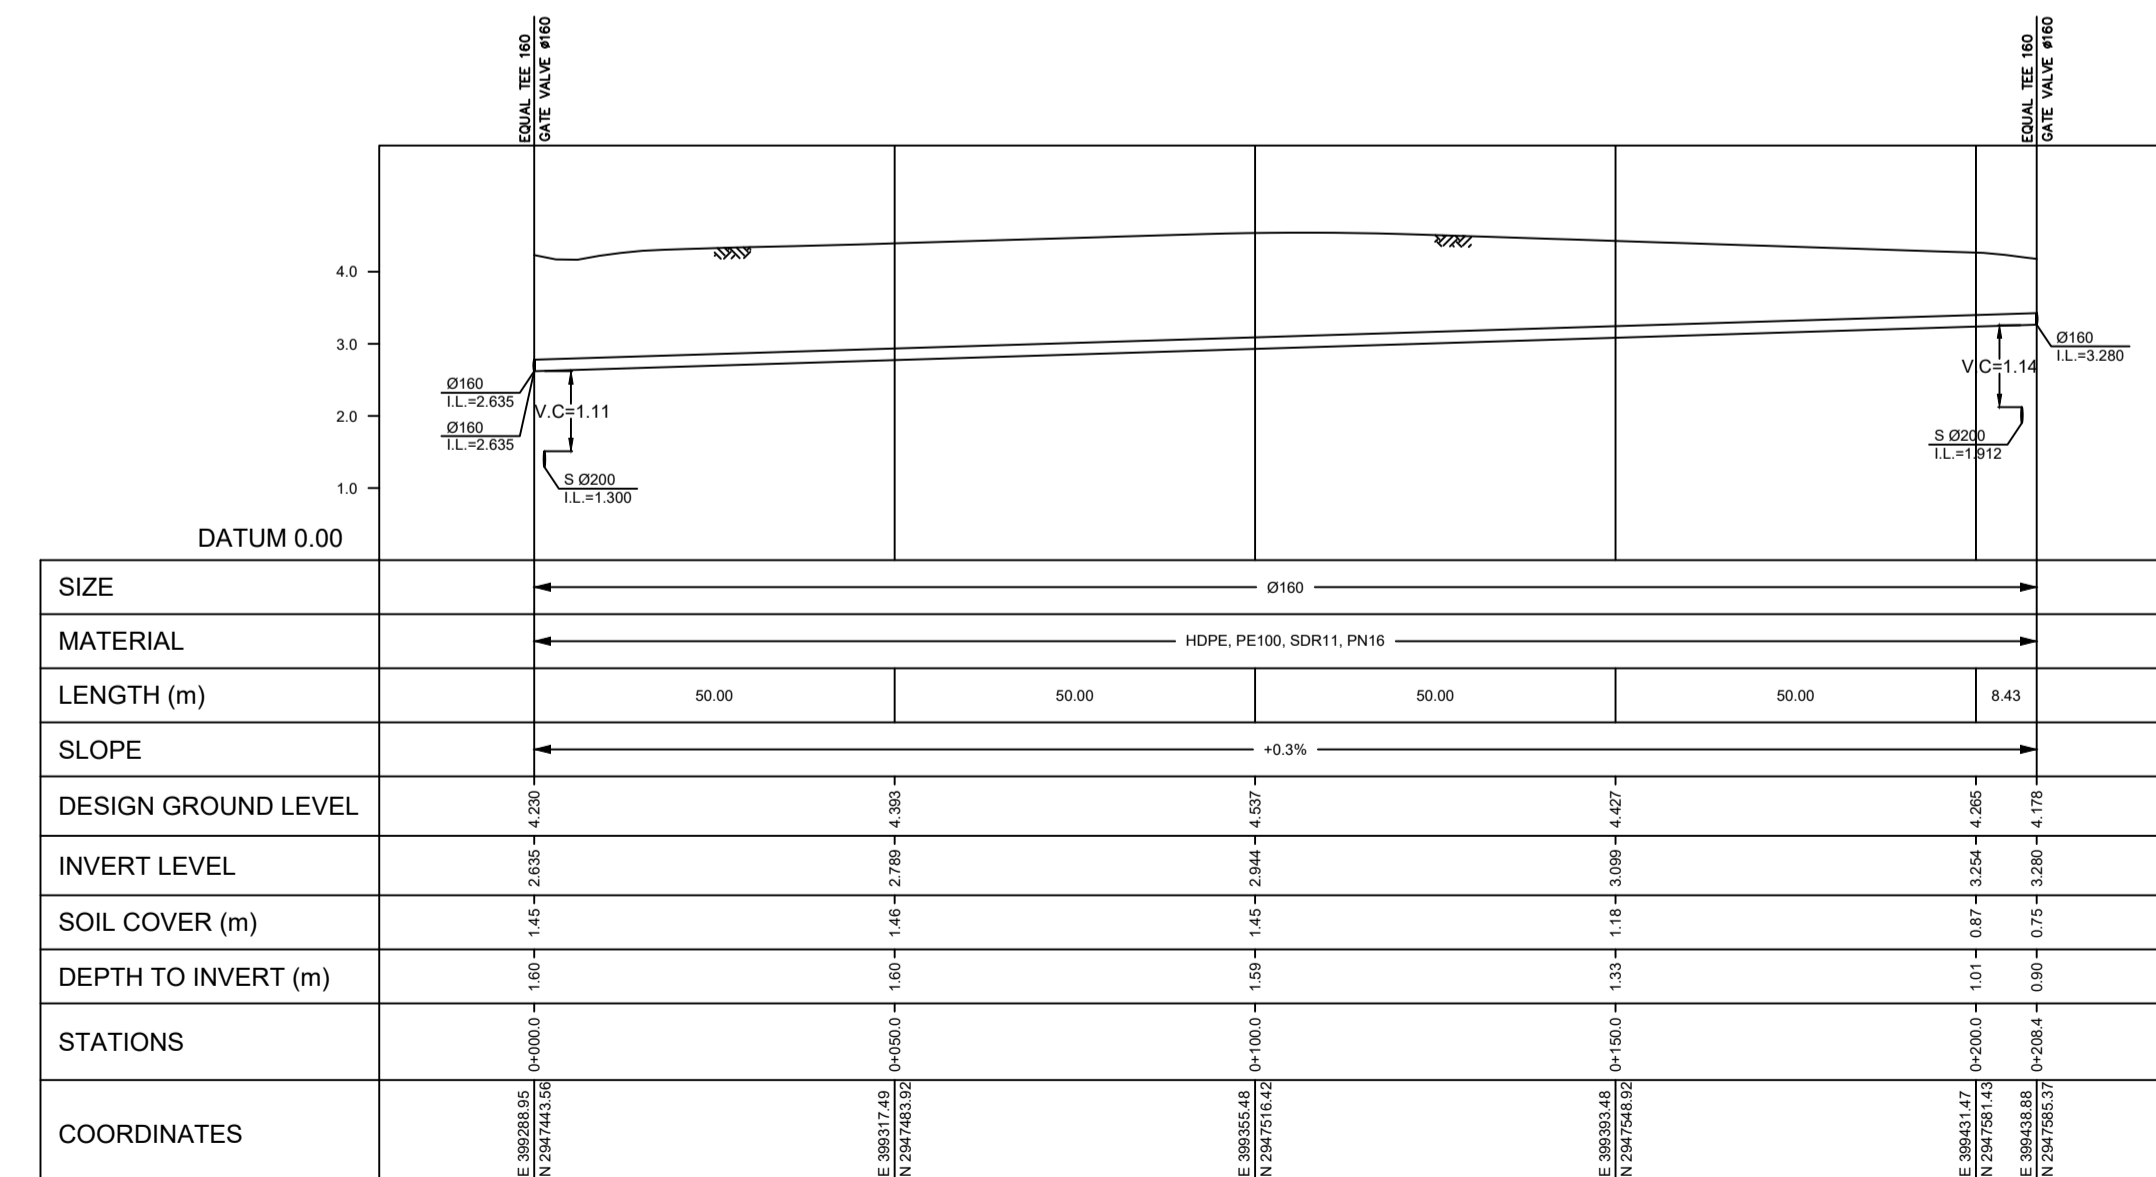 EQUAL TEE 160
GATE VALVE ø160
EQUAL TEE 160
GATE VALVE ø160
4.0
3.0
2.0
1.0
DATUM 0.00
Ø160
I.L.=2.635
Ø160
I.L.=2.635
V.C=1.11
S Ø200
I.L.=1.300
V.C=1.14
Ø160
I.L.=3.280
S Ø200
I.L.=1.912
SIZE
Ø160
MATERIAL
HDPE, PE100, SDR11, PN16
LENGTH (m)
50.00
50.00
50.00
50.00
8.43
SLOPE
+0.3%
DESIGN GROUND LEVEL
4.230
4.393
4.537
4.427
4.265
4.178
INVERT LEVEL
2.635
2.789
2.944
3.099
3.254
3.280
SOIL COVER (m)
1.45
1.46
1.45
1.18
0.87
0.75
DEPTH TO INVERT (m)
1.60
1.60
1.59
1.33
1.01
0.90
STATIONS
0+000.0
0+050.0
0+100.0
0+150.0
0+200.0
0+208.4
COORDINATES
E 399288.95
N 2947443.56
E 399317.49
N 2947483.92
E 399355.48
N 2947516.42
E 399393.48
N 2947548.92
E 399431.47
N 2947581.43
E 399438.88
N 2947585.37